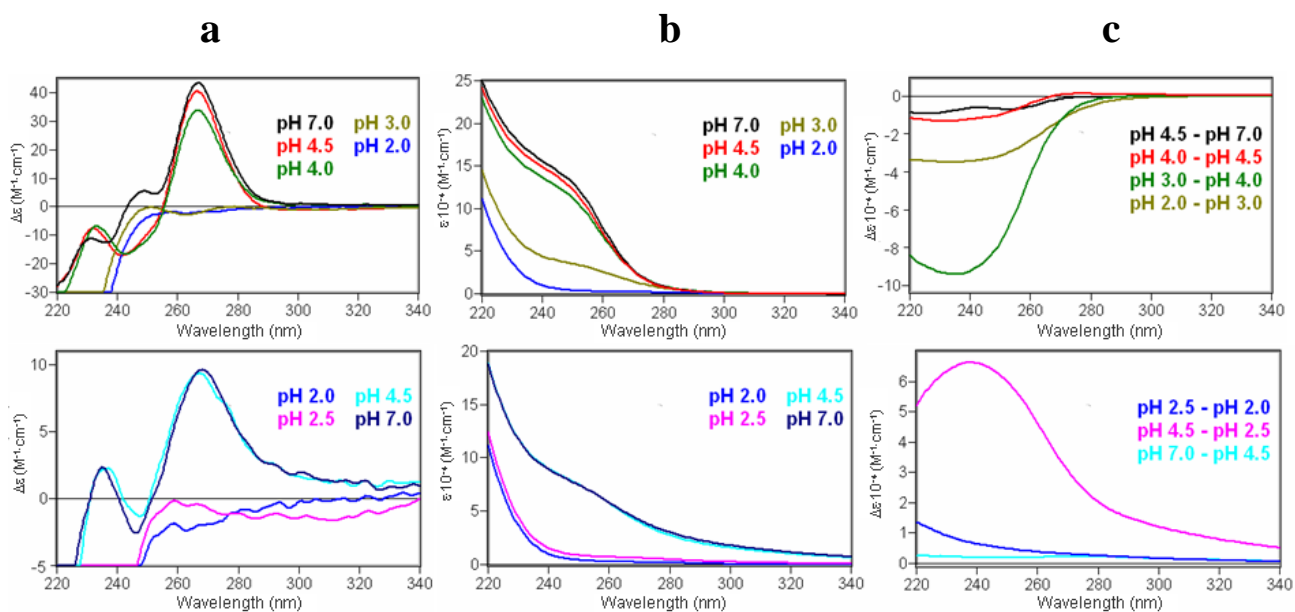 a b c
40
30
20
10
0
-10
-20
-30
Δε (M⁻¹·cm⁻¹)
pH 7.0 pH 3.0
pH 4.5 pH 2.0
pH 4.0
220 240 260 280 300 320 340
Wavelength (nm)
25
20
15
10
5
0
ε·10⁻⁴ (M⁻¹·cm⁻¹)
pH 7.0 pH 3.0
pH 4.5 pH 2.0
pH 4.0
220 240 260 280 300 320 340
Wavelength (nm)
0
-2
-4
-6
-8
-10
Δε·10⁻⁴ (M⁻¹·cm⁻¹)
pH 4.5 - pH 7.0
pH 4.0 - pH 4.5
pH 3.0 - pH 4.0
pH 2.0 - pH 3.0
220 240 260 280 300 320 340
Wavelength (nm)
10
5
0
-5
Δε (M⁻¹·cm⁻¹)
pH 2.0 pH 4.5
pH 2.5 pH 7.0
220 240 260 280 300 320 340
Wavelength (nm)
20
15
10
5
0
ε·10⁻⁴ (M⁻¹·cm⁻¹)
pH 2.0 pH 4.5
pH 2.5 pH 7.0
220 240 260 280 300 320 340
Wavelength (nm)
6
5
4
3
2
1
0
Δε·10⁻⁴ (M⁻¹·cm⁻¹)
pH 2.5 - pH 2.0
pH 4.5 - pH 2.5
pH 7.0 - pH 4.5
220 240 260 280 300 320 340
Wavelength (nm)